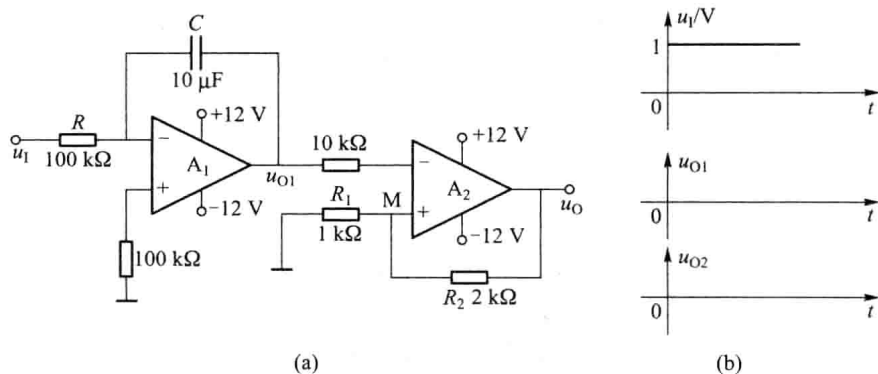 C
10 μF
R
100 kΩ
u_I
+12 V
−
A₁
+
−12 V
100 kΩ
u_O1
10 kΩ
R₁
1 kΩ
M
+12 V
−
A₂
+
−12 V
u_O
R₂ 2 kΩ
(a)
u_I/V
1
0
t
u_O1
0
t
u_O2
0
t
(b)